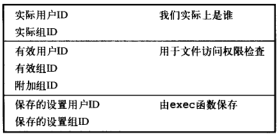 实际用户ID 我们实际上是谁
实际组ID
有效用户ID 用于文件访问权限检查
有效组ID
附加组ID
保存的设置用户ID 由exec函数保存
保存的设置组ID